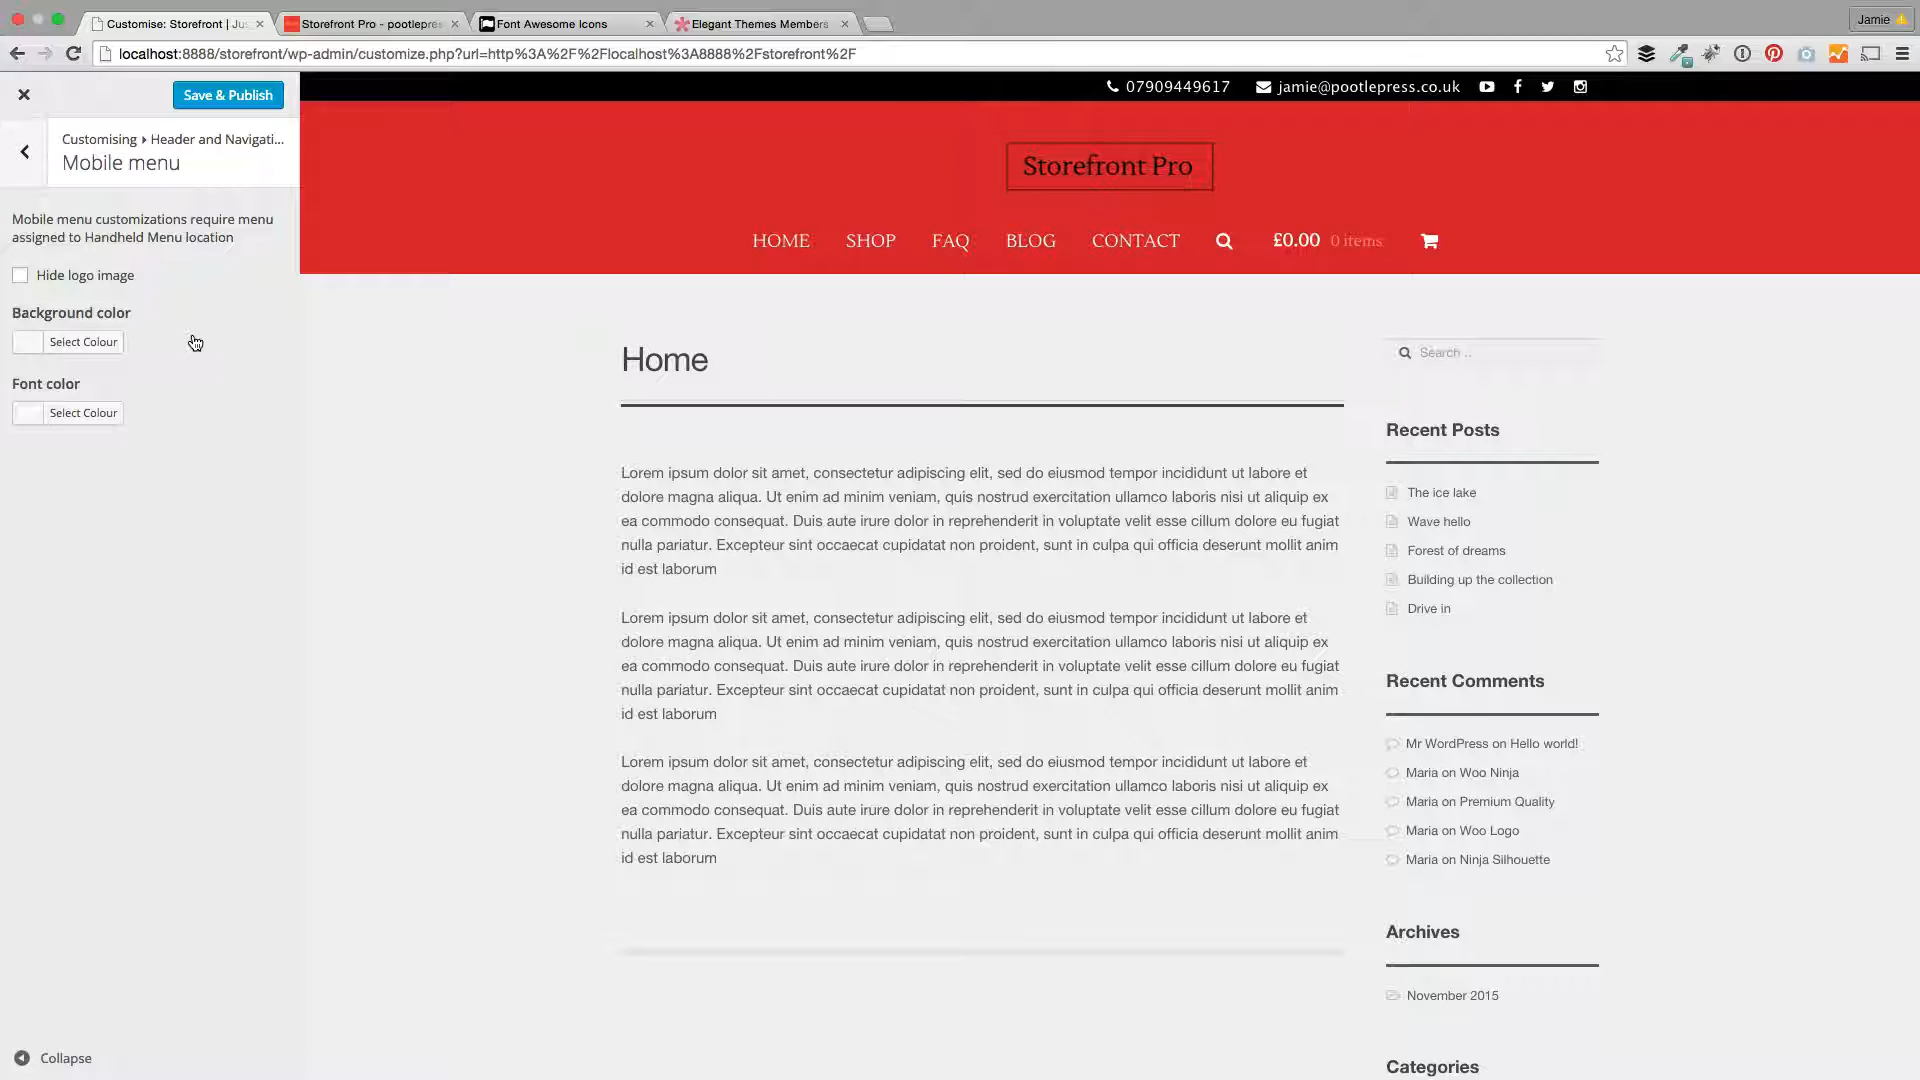 Customise: Storefront | Jus
Storefront Pro - pootlepres
Font Awesome Icons
Elegant Themes Members
Jamie
localhost:8888/storefront/wp-admin/customize.php?url=http%3A%2F%2Flocalhost%3A8888%2Fstorefront%2F
Save & Publish
Customising Header and Navigati...
Mobile menu
Mobile menu customizations require menu
assigned to Handheld Menu location
Hide logo image
Background color
Select Colour
Font color
Select Colour
Collapse
07909449617 jamie@pootlepress.co.uk
Storefront Pro
HOME SHOP FAQ BLOG CONTACT £0.00 0 items
Home
Lorem ipsum dolor sit amet, consectetur adipiscing elit, sed do eiusmod tempor incididunt ut labore et
dolore magna aliqua. Ut enim ad minim veniam, quis nostrud exercitation ullamco laboris nisi ut aliquip ex
ea commodo consequat. Duis aute irure dolor in reprehenderit in voluptate velit esse cillum dolore eu fugiat
nulla pariatur. Excepteur sint occaecat cupidatat non proident, sunt in culpa qui officia deserunt mollit anim
id est laborum
Lorem ipsum dolor sit amet, consectetur adipiscing elit, sed do eiusmod tempor incididunt ut labore et
dolore magna aliqua. Ut enim ad minim veniam, quis nostrud exercitation ullamco laboris nisi ut aliquip ex
ea commodo consequat. Duis aute irure dolor in reprehenderit in voluptate velit esse cillum dolore eu fugiat
nulla pariatur. Excepteur sint occaecat cupidatat non proident, sunt in culpa qui officia deserunt mollit anim
id est laborum
Lorem ipsum dolor sit amet, consectetur adipiscing elit, sed do eiusmod tempor incididunt ut labore et
dolore magna aliqua. Ut enim ad minim veniam, quis nostrud exercitation ullamco laboris nisi ut aliquip ex
ea commodo consequat. Duis aute irure dolor in reprehenderit in voluptate velit esse cillum dolore eu fugiat
nulla pariatur. Excepteur sint occaecat cupidatat non proident, sunt in culpa qui officia deserunt mollit anim
id est laborum
Search ..
Recent Posts
The ice lake
Wave hello
Forest of dreams
Building up the collection
Drive in
Recent Comments
Mr WordPress on Hello world!
Maria on Woo Ninja
Maria on Premium Quality
Maria on Woo Logo
Maria on Ninja Silhouette
Archives
November 2015
Categories